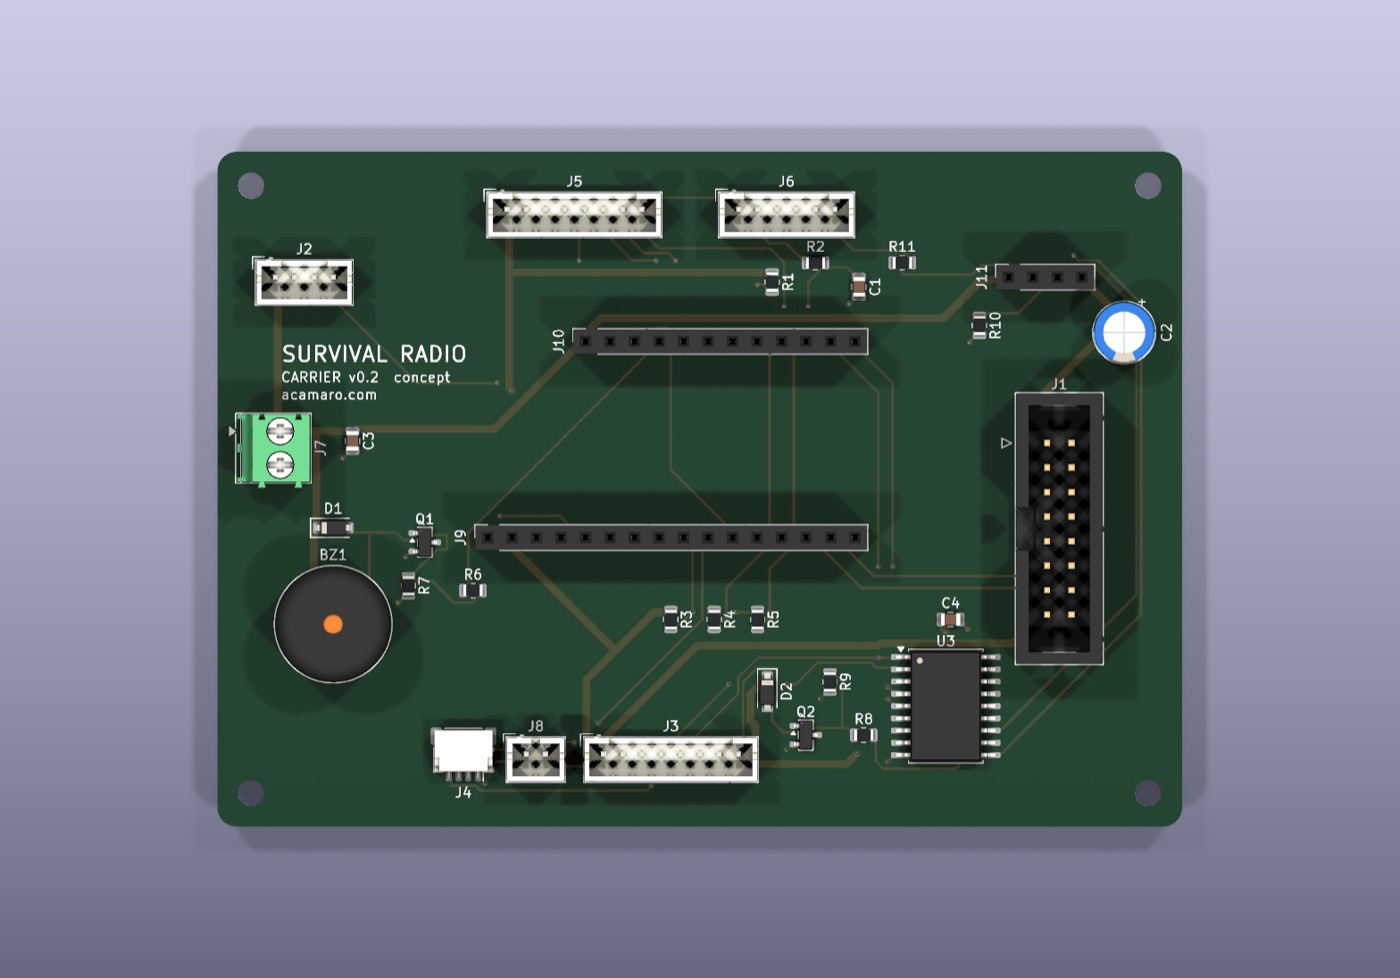 J5
J6
J2
R2
R11
R1
C1
J11
R10
+
C2
J10
SURVIVAL RADIO
CARRIER v0.2 concept
acamaro.com
J1
J7
C3
D1
Q1
J9
BZ1
R7
R6
R3
R4
R5
C4
U3
D2
R9
Q2
R8
J8
J3
J4